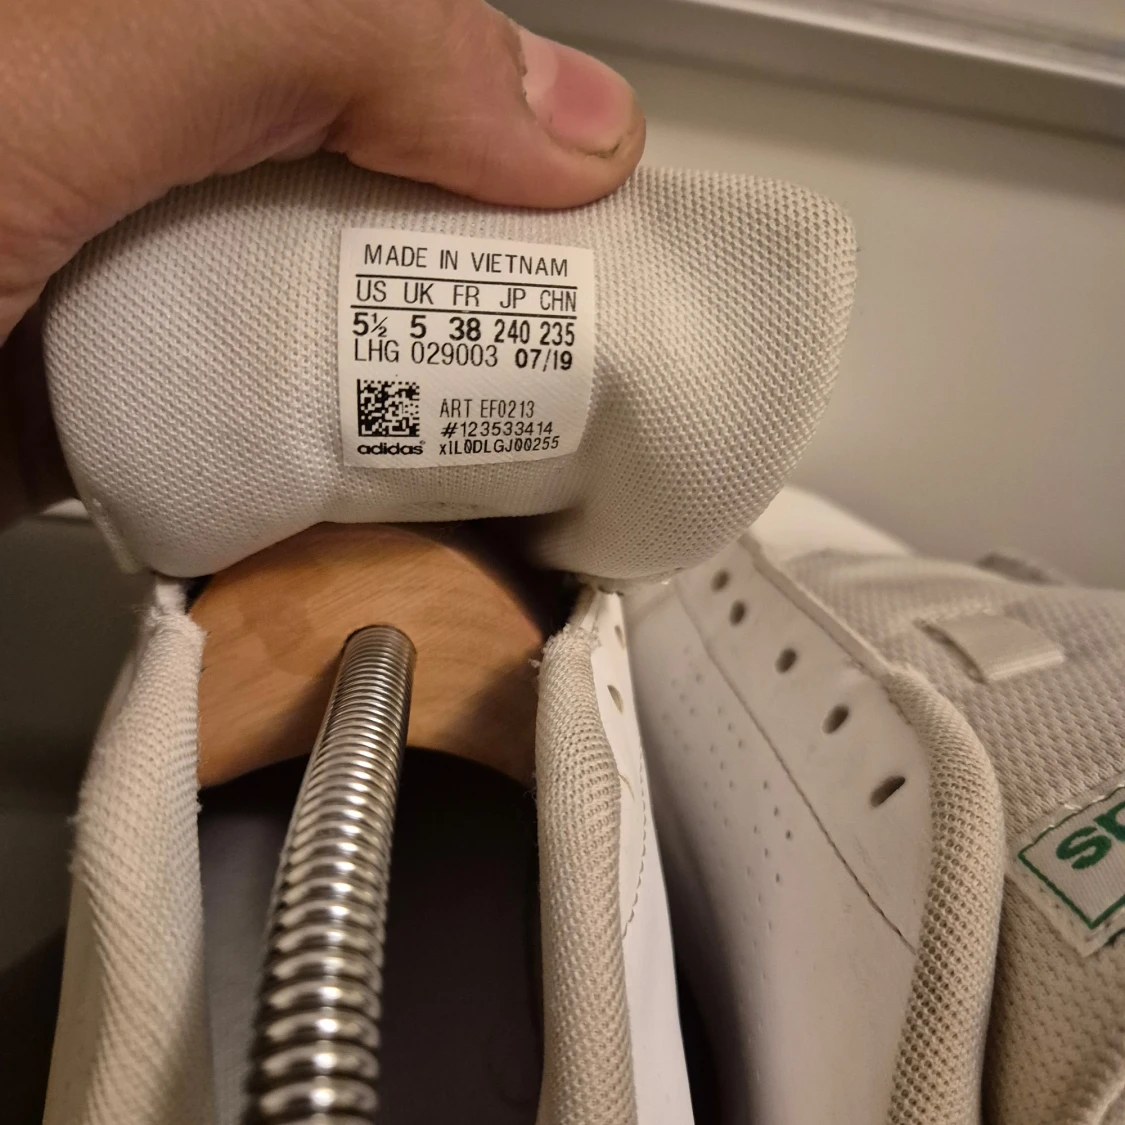 MADE IN VIETNAM
US UK FR JP CHN
5½ 5 38 240 235
LHG 029003 07/19
ART EF0213
#123533414
adidas® x1L0DLGJ00255